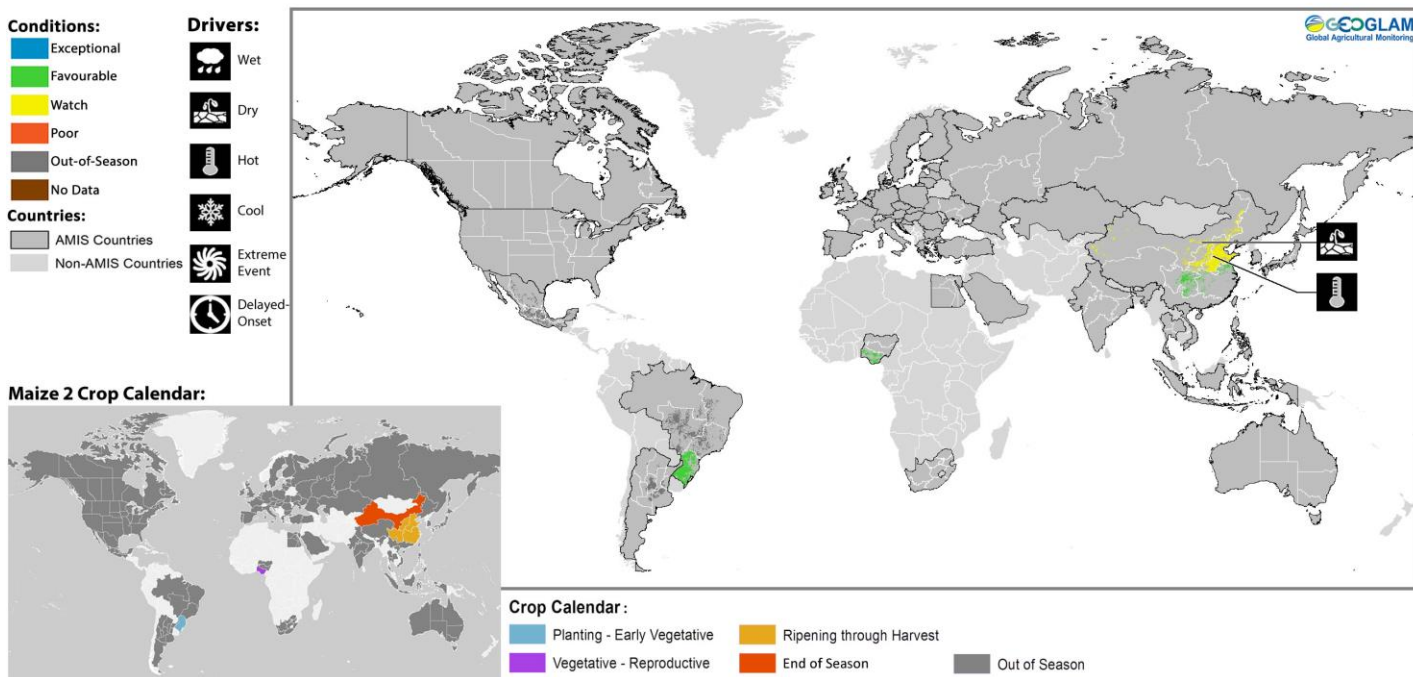 Conditions:
Exceptional
Favourable
Watch
Poor
Out-of-Season
No Data
Countries:
AMIS Countries
Non-AMIS Countries
Drivers:
Wet
Dry
Hot
Cool
Extreme
Event
Delayed-
Onset
GEOGLAM
Global Agricultural Monitoring
Maize 2 Crop Calendar:
Crop Calendar :
Planting - Early Vegetative
Ripening through Harvest
Vegetative - Reproductive
End of Season
Out of Season